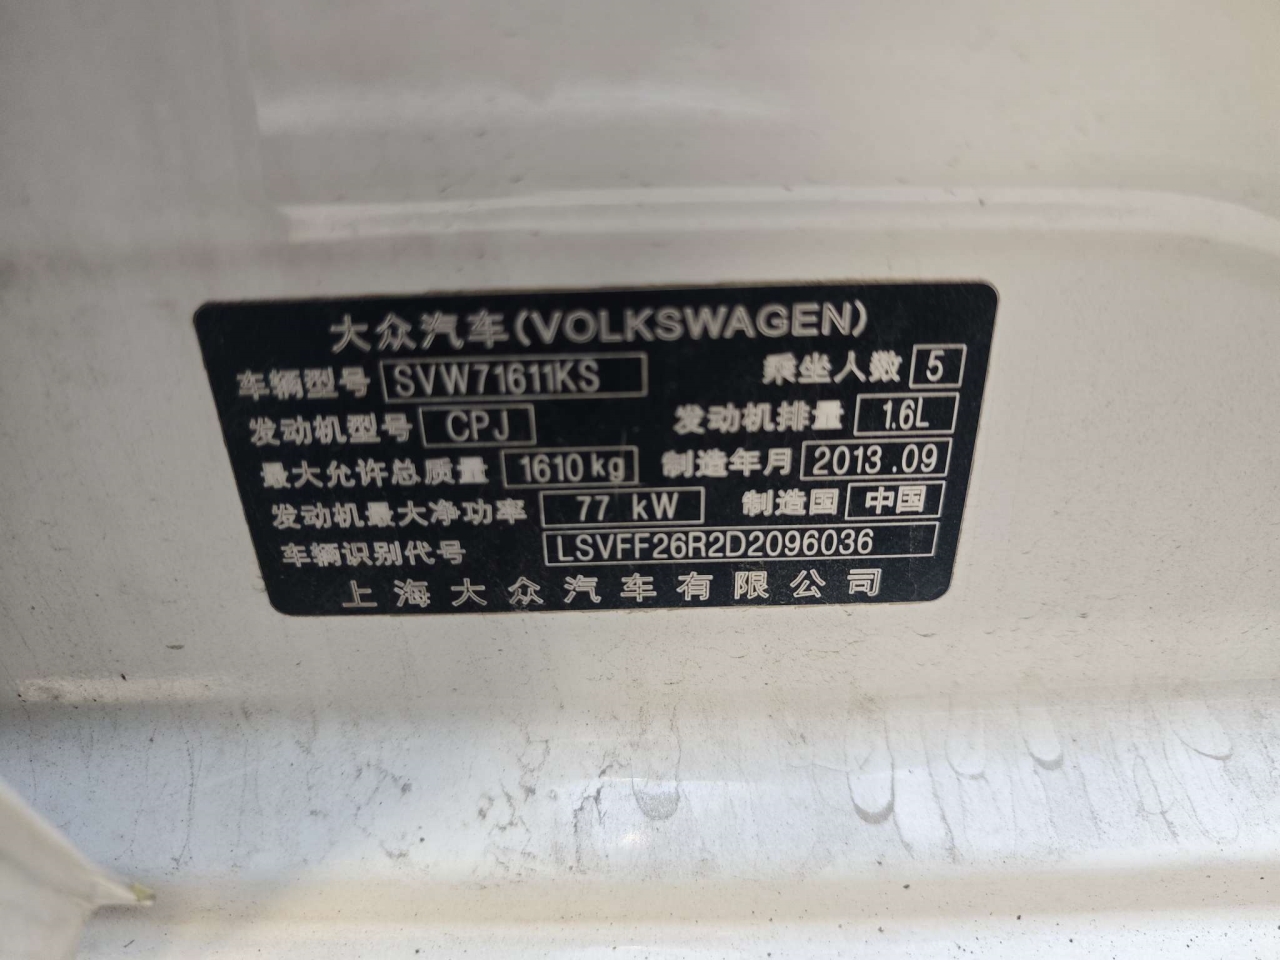 大众汽车(VOLKSWAGEN)
车辆型号 SVW71611KS 乘坐人数 5
发动机型号 CPJ 发动机排量 1.6L
最大允许总质量 1610kg 制造年月 2013.09
发动机最大净功率 77 kW 制造国 中国
车辆识别代号 LSVFF26R2D2096036
上海大众汽车有限公司